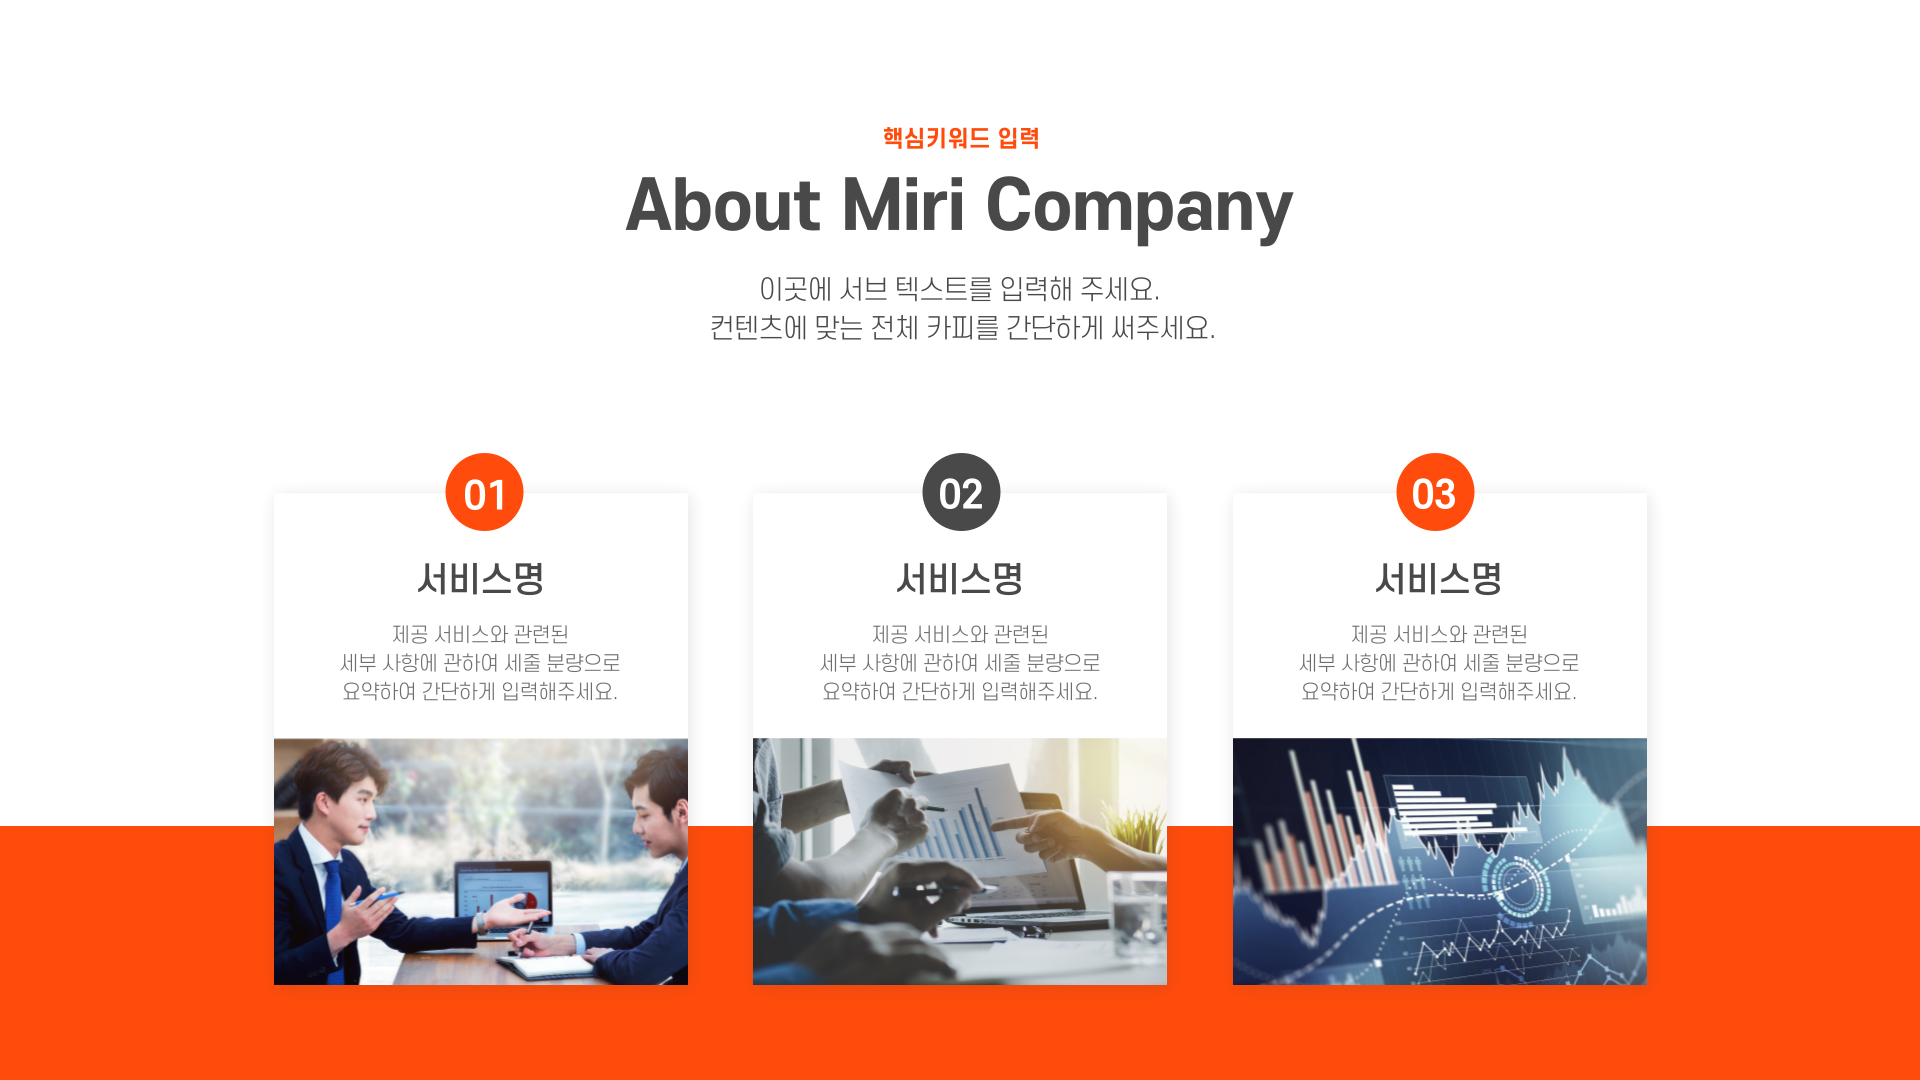 핵심키워드 입력
About Miri Company
이곳에 서브 텍스트를 입력해 주세요.
컨텐츠에 맞는 전체 카피를 간단하게 써주세요.
01
서비스명
제공 서비스와 관련된
세부 사항에 관하여 세줄 분량으로
요약하여 간단하게 입력해주세요.
02
서비스명
제공 서비스와 관련된
세부 사항에 관하여 세줄 분량으로
요약하여 간단하게 입력해주세요.
03
서비스명
제공 서비스와 관련된
세부 사항에 관하여 세줄 분량으로
요약하여 간단하게 입력해주세요.